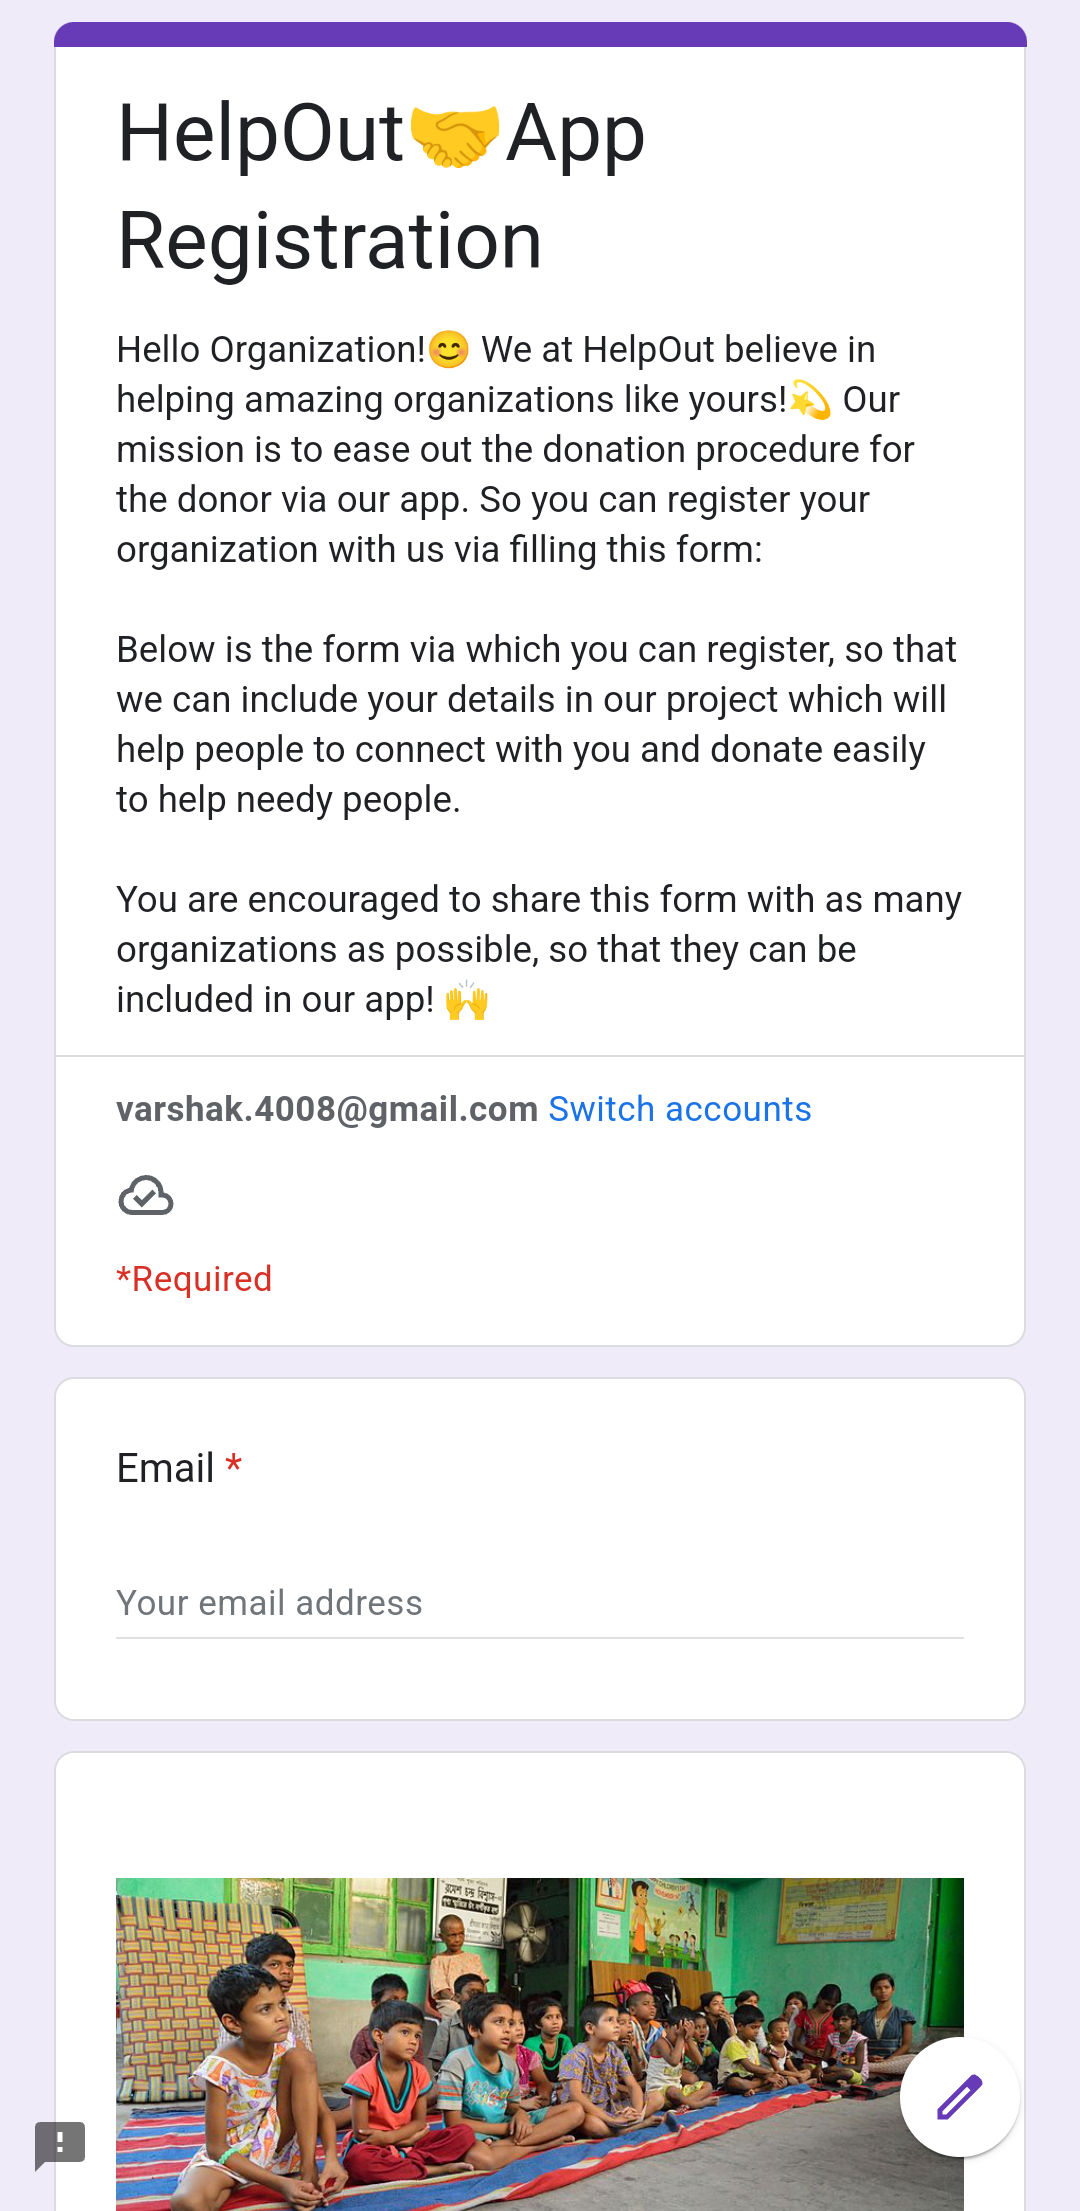 HelpOut🤝App
Registration
Hello Organization!😊 We at HelpOut believe in
helping amazing organizations like yours!💫 Our
mission is to ease out the donation procedure for
the donor via our app. So you can register your
organization with us via filling this form:
Below is the form via which you can register, so that
we can include your details in our project which will
help people to connect with you and donate easily
to help needy people.
You are encouraged to share this form with as many
organizations as possible, so that they can be
included in our app! 🙌
varshak.4008@gmail.com Switch accounts
*Required
Email *
Your email address
রমেশ চন্দ্র বিশ্বাস